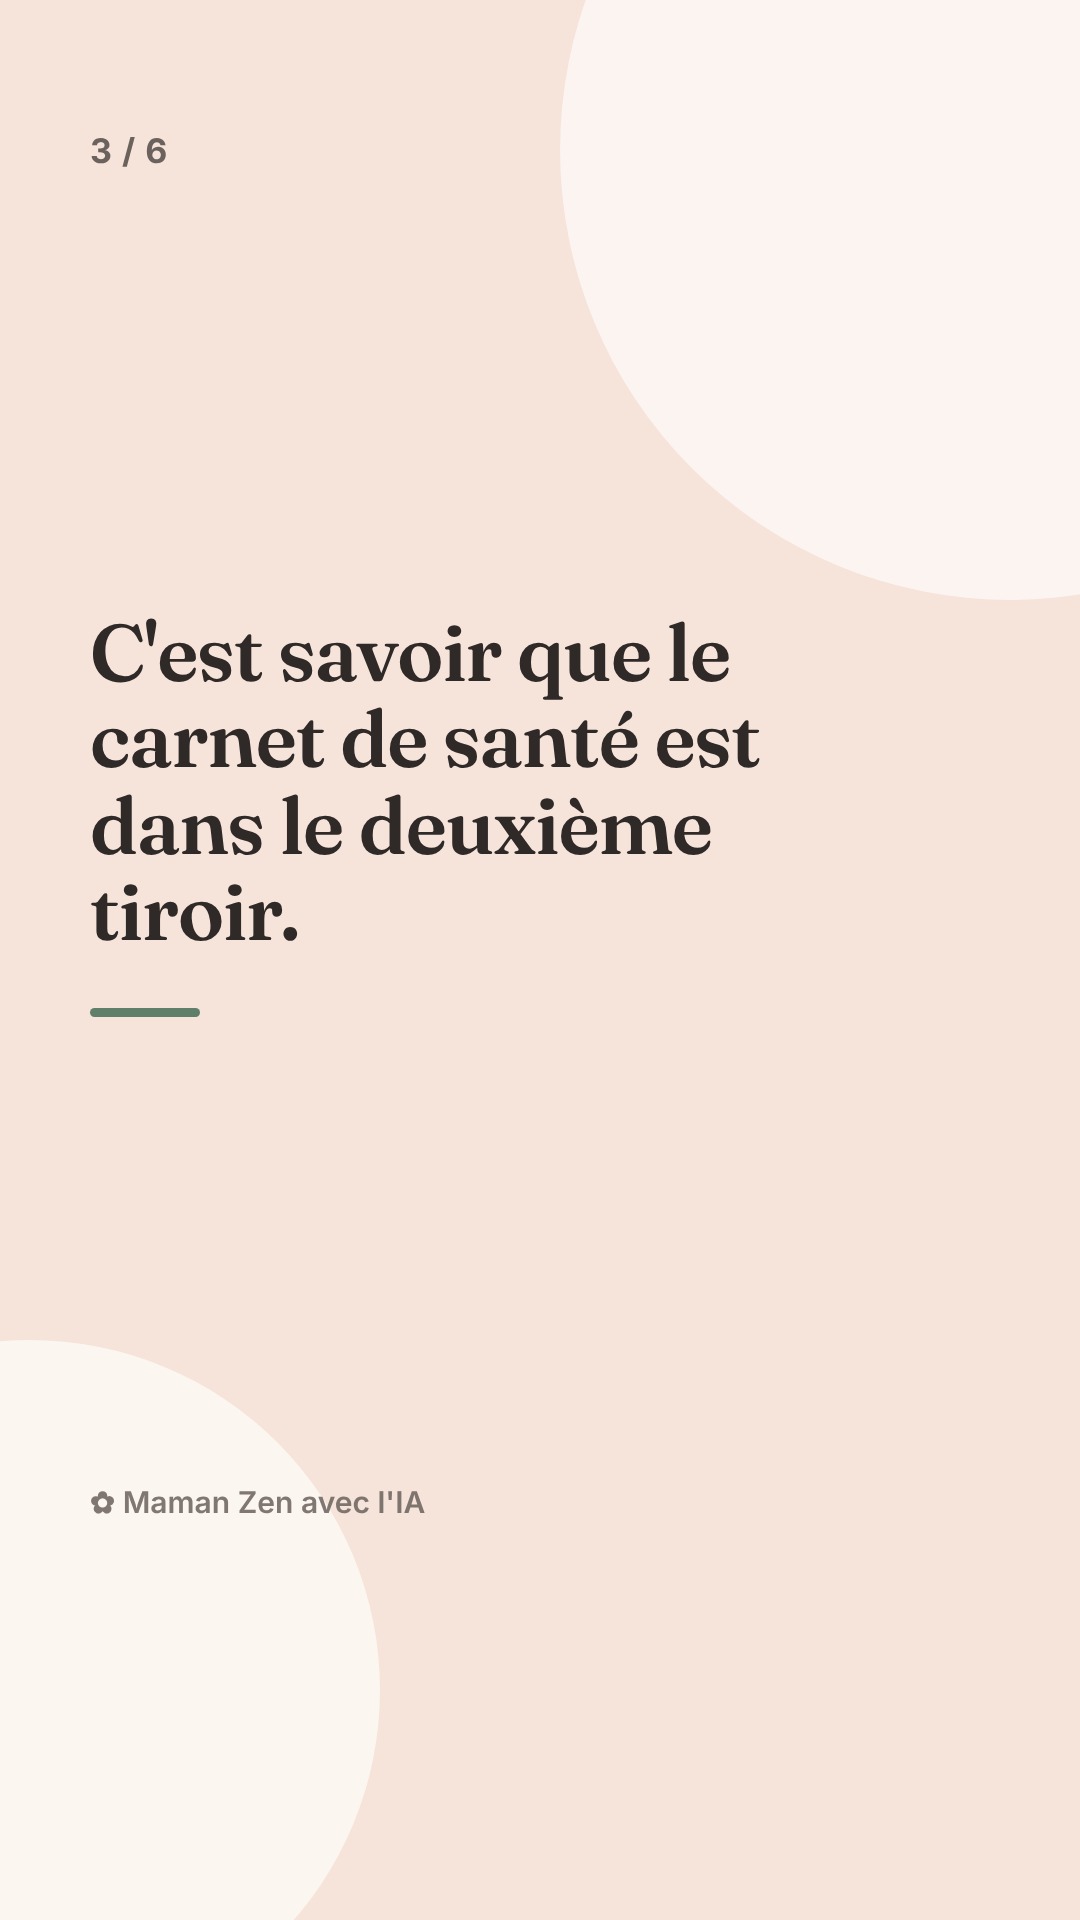 3 / 6
C'est savoir que le
carnet de santé est
dans le deuxième
tiroir.
✿ Maman Zen avec l'IA